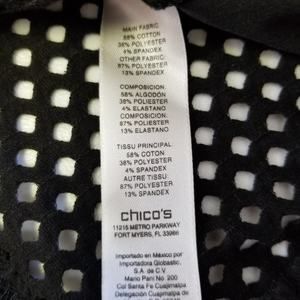 MAIN FABRIC:
58% COTTON
38% POLYESTER
4% SPANDEX
OTHER FABRIC:
87% POLYESTER
13% SPANDEX
COMPOSICION:
58% ALGODÓN
38% POLIESTER
4% ELASTANO
COMPOSICION:
87% POLIESTER
13% ELASTANO
TISSU PRINCIPAL:
58% COTON
38% POLYESTER
4% SPANDEX
AUTRE TISSU:
87% POLYESTER
13% SPANDEX
chico's
11215 METRO PARKWAY
FORT MYERS, FL 33966
Importado en México por
Importadora Globastic,
S.A. de C.V
Mario Pani No. 200
Col Santa Fe Cuajimalpa
Delegación Cuajimalpa de